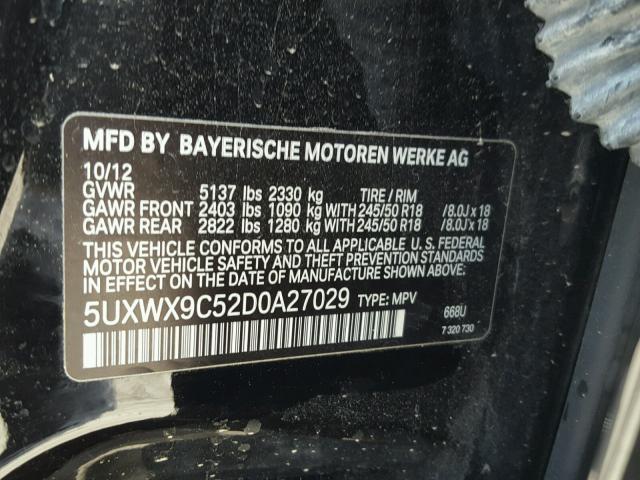 MFD BY BAYERISCHE MOTOREN WERKE AG
10/12
GVWR 5137 lbs 2330 kg TIRE / RIM
GAWR FRONT 2403 lbs 1090 kg WITH 245/50 R18 /8.0J x 18
GAWR REAR 2822 lbs 1280 kg WITH 245/50 R18 /8.0J x 18
THIS VEHICLE CONFORMS TO ALL APPLICABLE U.S. FEDERAL
MOTOR VEHICLE SAFETY AND THEFT PREVENTION STANDARDS
IN EFFECT ON THE DATE OF MANUFACTURE SHOWN ABOVE.
5UXWX9C52D0A27029 TYPE: MPV 668U
7 320 730